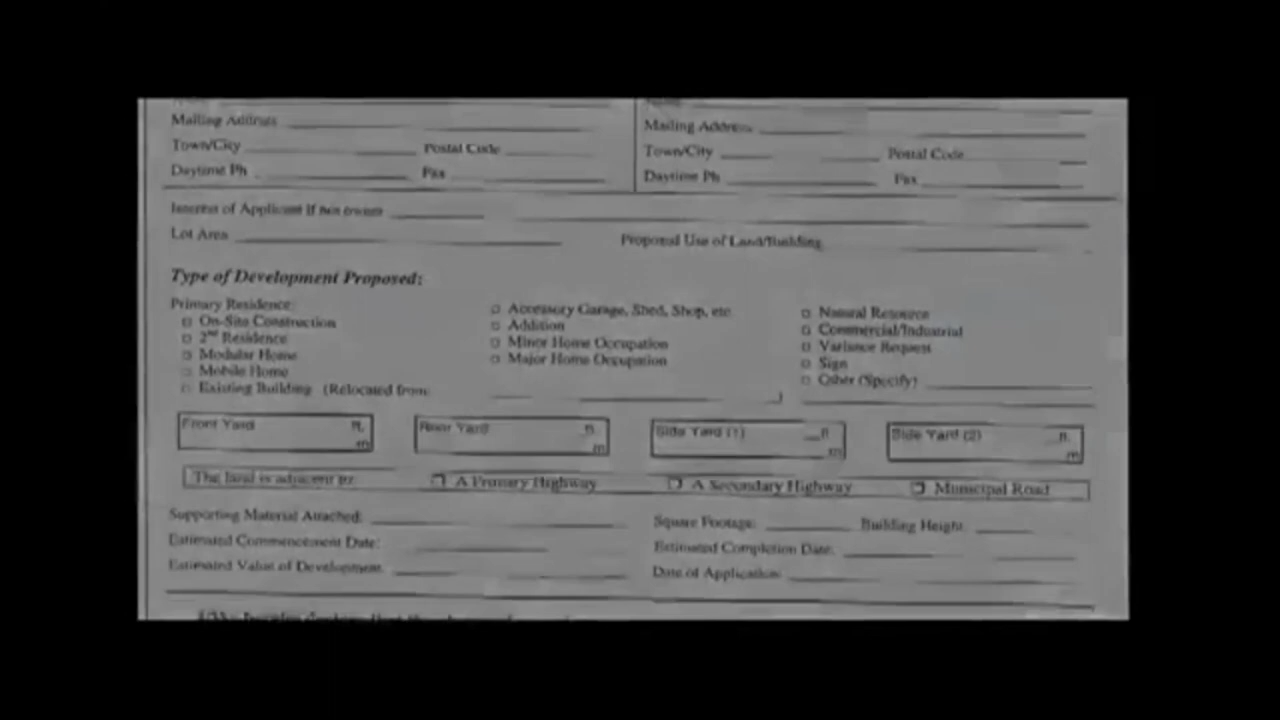 Mailing Address
Town/City Postal Code
Daytime Ph Fax
Name
Mailing Address
Town/City Postal Code
Daytime Ph Fax
Interest of Applicant if not owner
Lot Area Proposed Use of Land/Building
Type of Development Proposed:
Primary Residence:
□ On-Site Construction
□ 2nd Residence
□ Modular Home
□ Mobile Home
□ Existing Building (Relocated from: )
□ Accessory Garage, Shed, Shop, etc
□ Addition
□ Minor Home Occupation
□ Major Home Occupation
□ Natural Resource
□ Commercial/Industrial
□ Variance Request
□ Sign
□ Other (Specify)
Front Yard ft. m
Rear Yard ft. m
Side Yard (1) ft m
Side Yard (2) ft. m
The land is adjacent to: □ A Primary Highway □ A Secondary Highway □ Municipal Road
Supporting Material Attached: Square Footage: Building Height:
Estimated Commencement Date: Estimated Completion Date:
Estimated Value of Development: Date of Application: